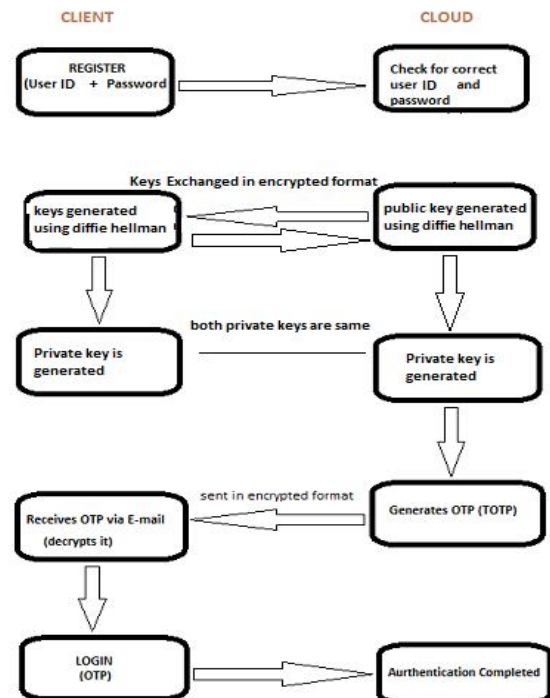 CLIENT
CLOUD
REGISTER
(User ID + Password
Check for correct
user ID and
password
Keys Exchanged in encrypted format
keys generated
using diffie hellman
public key generated
using diffie hellman
both private keys are same
Private key is
generated
Private key is
generated
sent in encrypted format
Receives OTP via E-mail
(decrypts it)
Generates OTP (TOTP)
LOGIN
(OTP)
Aurthentication Completed